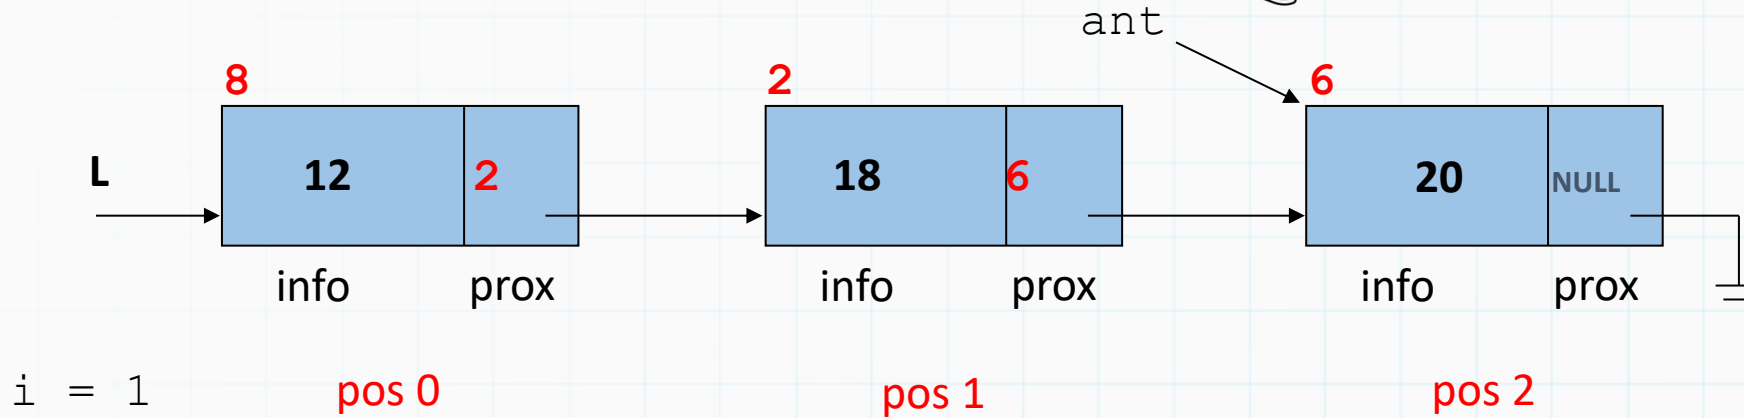 ant
8 2 6
L 12 2 18 6 20 NULL
info prox info prox info prox
i = 1 pos 0 pos 1 pos 2